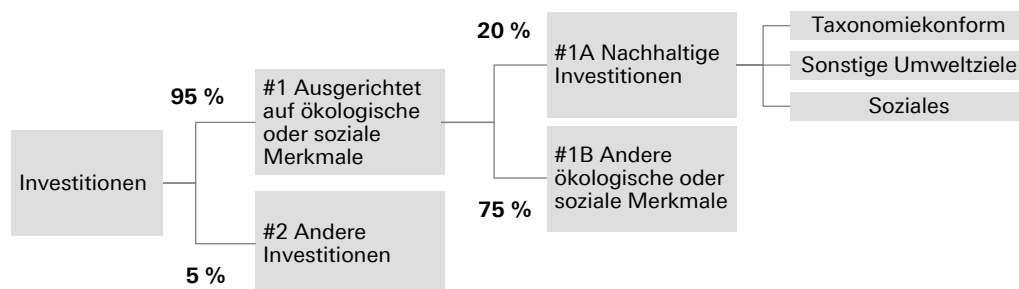 Investitionen
95 %
#1 Ausgerichtet
auf ökologische
oder soziale
Merkmale
5 %
#2 Andere
Investitionen
20 %
#1A Nachhaltige
Investitionen
75 %
#1B Andere
ökologische oder
soziale Merkmale
Taxonomiekonform
Sonstige Umweltziele
Soziales